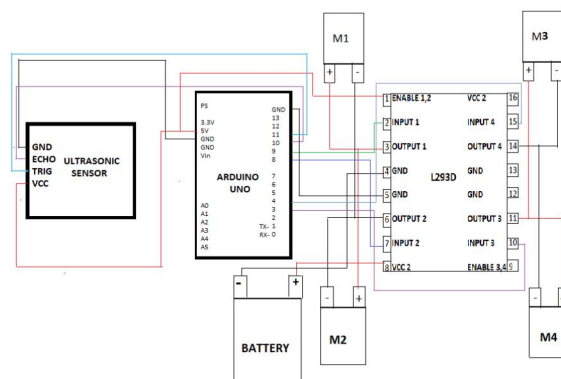 M1
+ -
M3
+ -
GND
ECHO
TRIG
VCC
ULTRASONIC
SENSOR
PS
3.3V
5V
GND
GND
Vin
A0
A1
A2
A3
A4
A5
ARDUINO
UNO
GND
13
12
11
10
9
8
7
6
5
4
3
2
TX- 1
RX- 0
1 ENABLE 1,2
2 INPUT 1
3 OUTPUT 1
4 GND
5 GND
6 OUTPUT 2
7 INPUT 2
8 VCC 2
L293D
VCC 2 16
INPUT 4 15
OUTPUT 4 14
GND 13
GND 12
OUTPUT 3 11
INPUT 3 10
ENABLE 3,4 9
- +
BATTERY
- +
M2
- +
M4